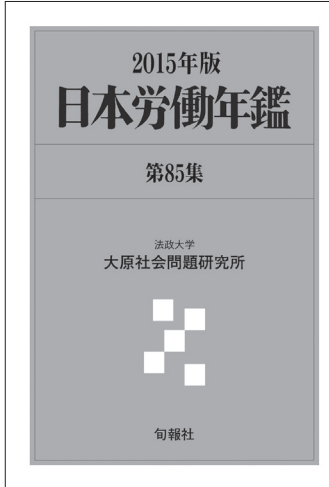 2015年版
日本労働年鑑
第85集
法政大学
大原社会問題研究所
旬報社